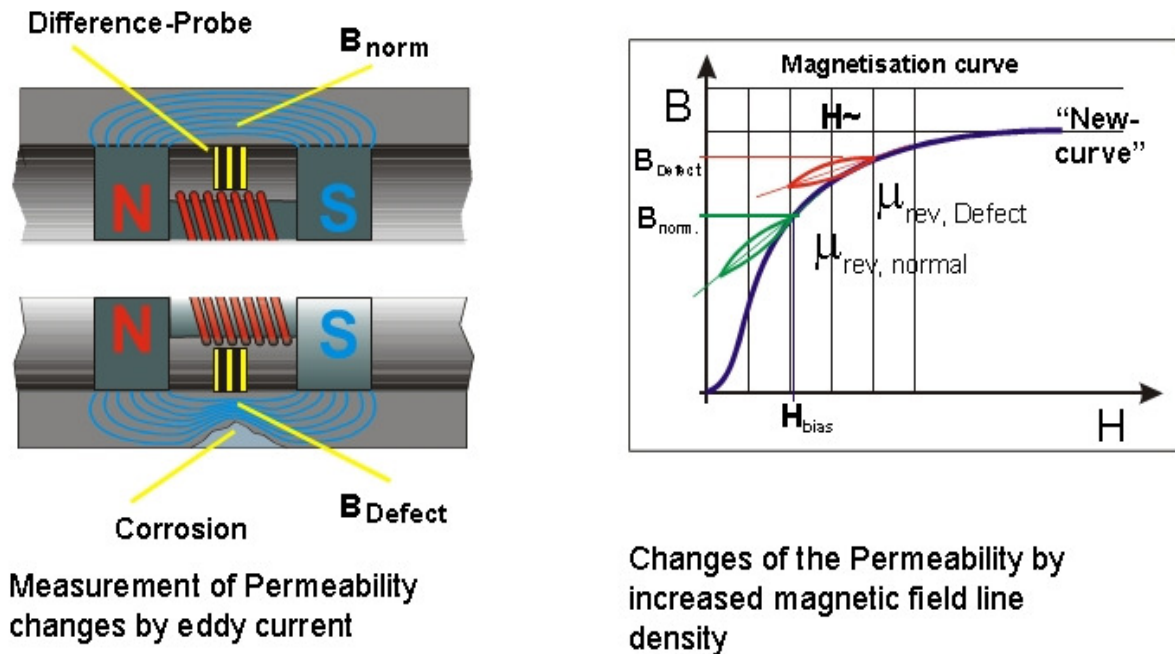 Difference-Probe
B norm
N
S
N
S
Corrosion
B Defect
Measurement of Permeability
changes by eddy current
Magnetisation curve
B
H~
"New-
curve"
B Defect
μ rev, Defect
B norm.
μ rev, normal
H bias
H
Changes of the Permeability by
increased magnetic field line
density